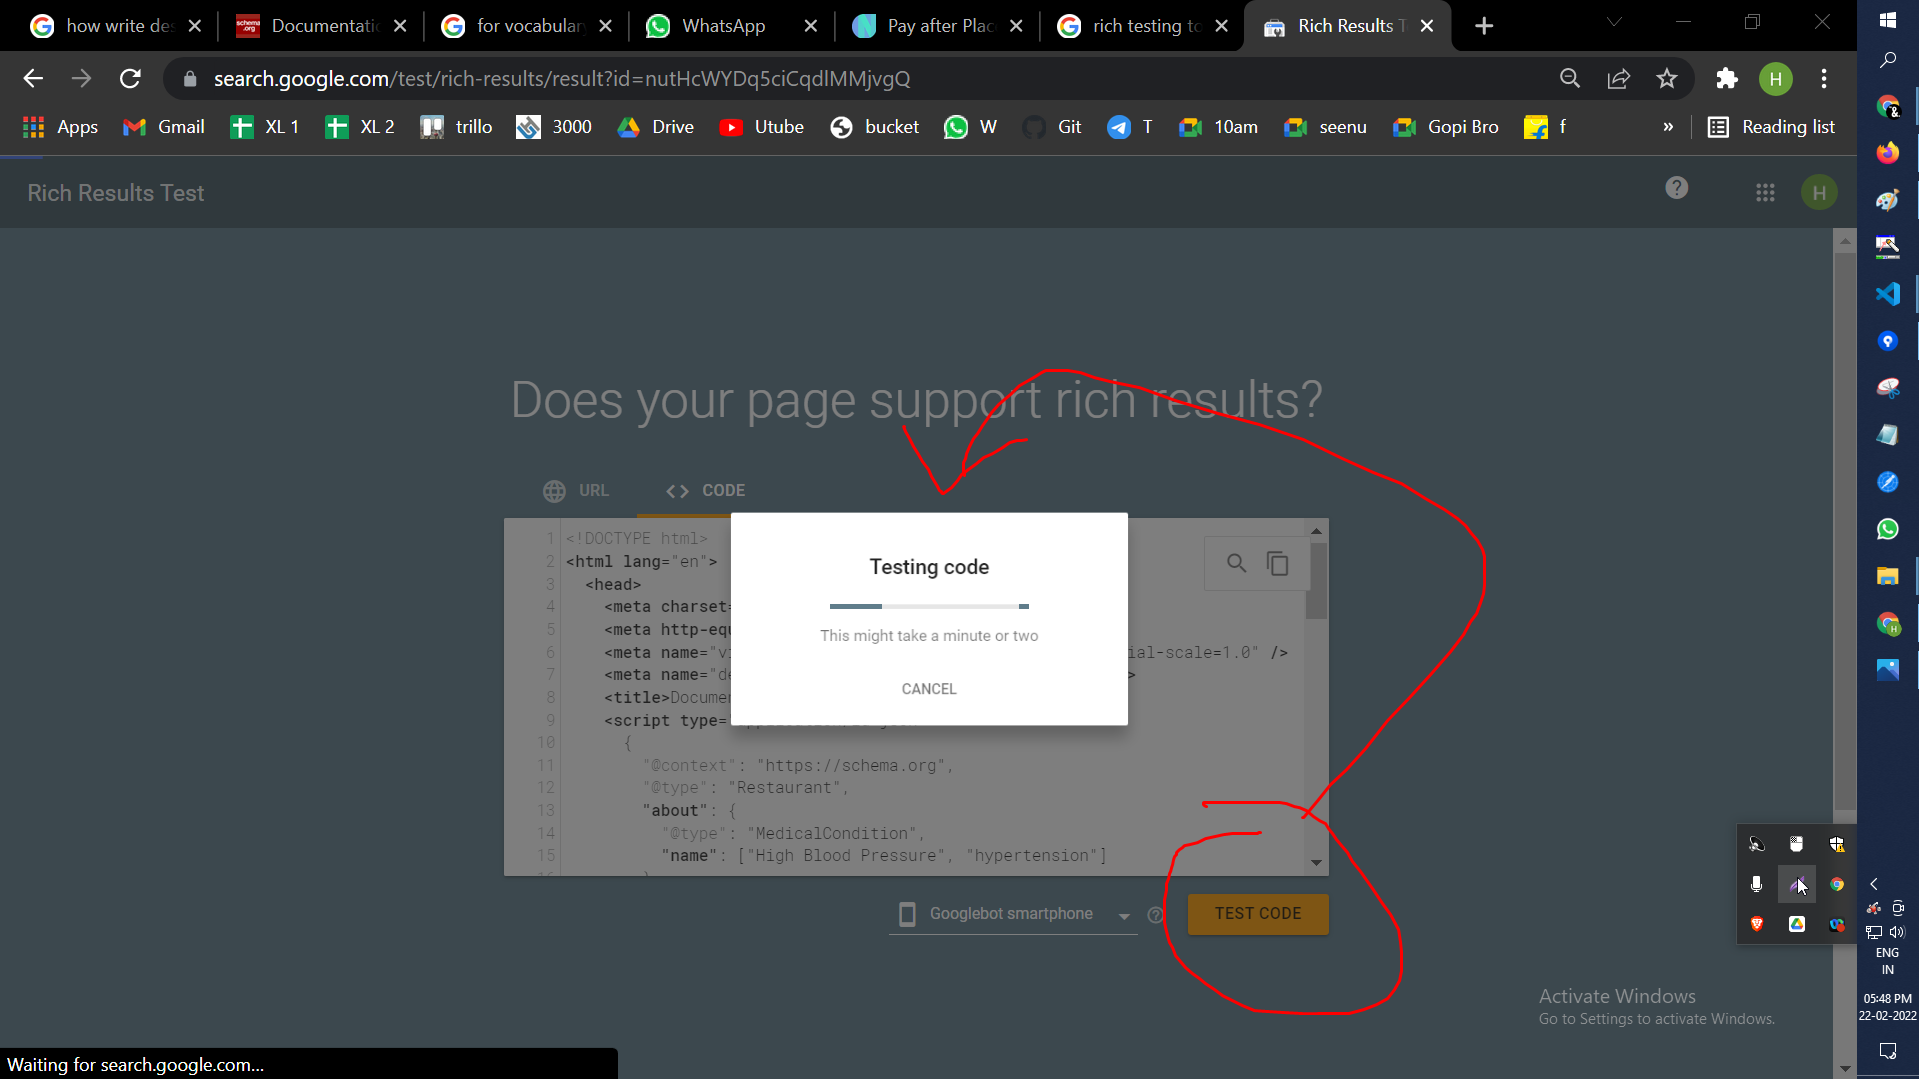 how write des
Documentatio
for vocabular
WhatsApp
Pay after Plac
rich testing to
Rich Results T
search.google.com/test/rich-results/result?id=nutHcWYDq5ciCqdlMMjvgQ
H
Apps
Gmail
XL 1
XL 2
trillo
3000
Drive
Utube
bucket
W
Git
T
10am
seenu
Gopi Bro
f
»
Reading list
Rich Results Test
H
Does your page support rich results?
URL
<> CODE
1 <!DOCTYPE html>
2 <html lang="en">
3 <head>
4 <meta charset=
5 <meta http-equ
6 <meta name="v ial-scale=1.0" />
7 <meta name="de >
8 <title>Docume
9 <script type=
10 {
11 "@context": "https://schema.org",
12 "@type": "Restaurant",
13 "about": {
14 "@type": "MedicalCondition",
15 "name": ["High Blood Pressure", "hypertension"]
Testing code
This might take a minute or two
CANCEL
Googlebot smartphone
TEST CODE
Activate Windows
Go to Settings to activate Windows.
ENG
IN
05:48 PM
22-02-2022
Waiting for search.google.com...